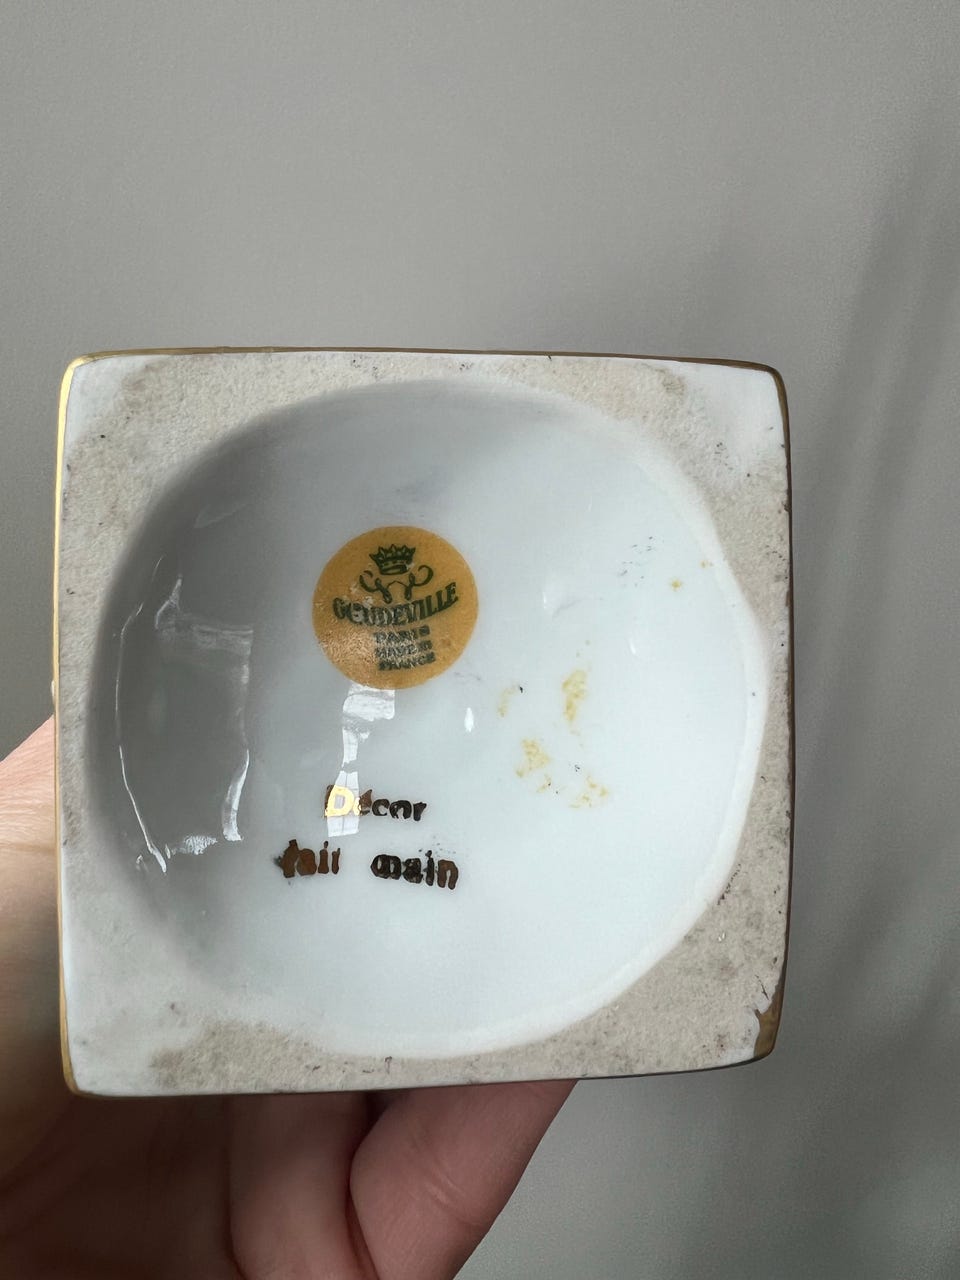 GOUDEVILLE
PARIS
MADE IN
FRANCE
Décor
fait main